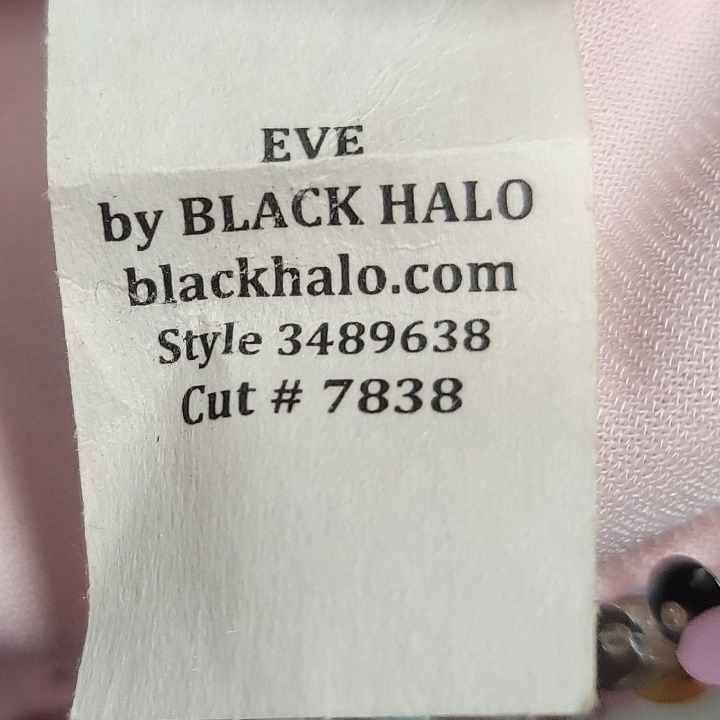 EVE
by BLACK HALO
blackhalo.com
Style 3489638
Cut # 7838